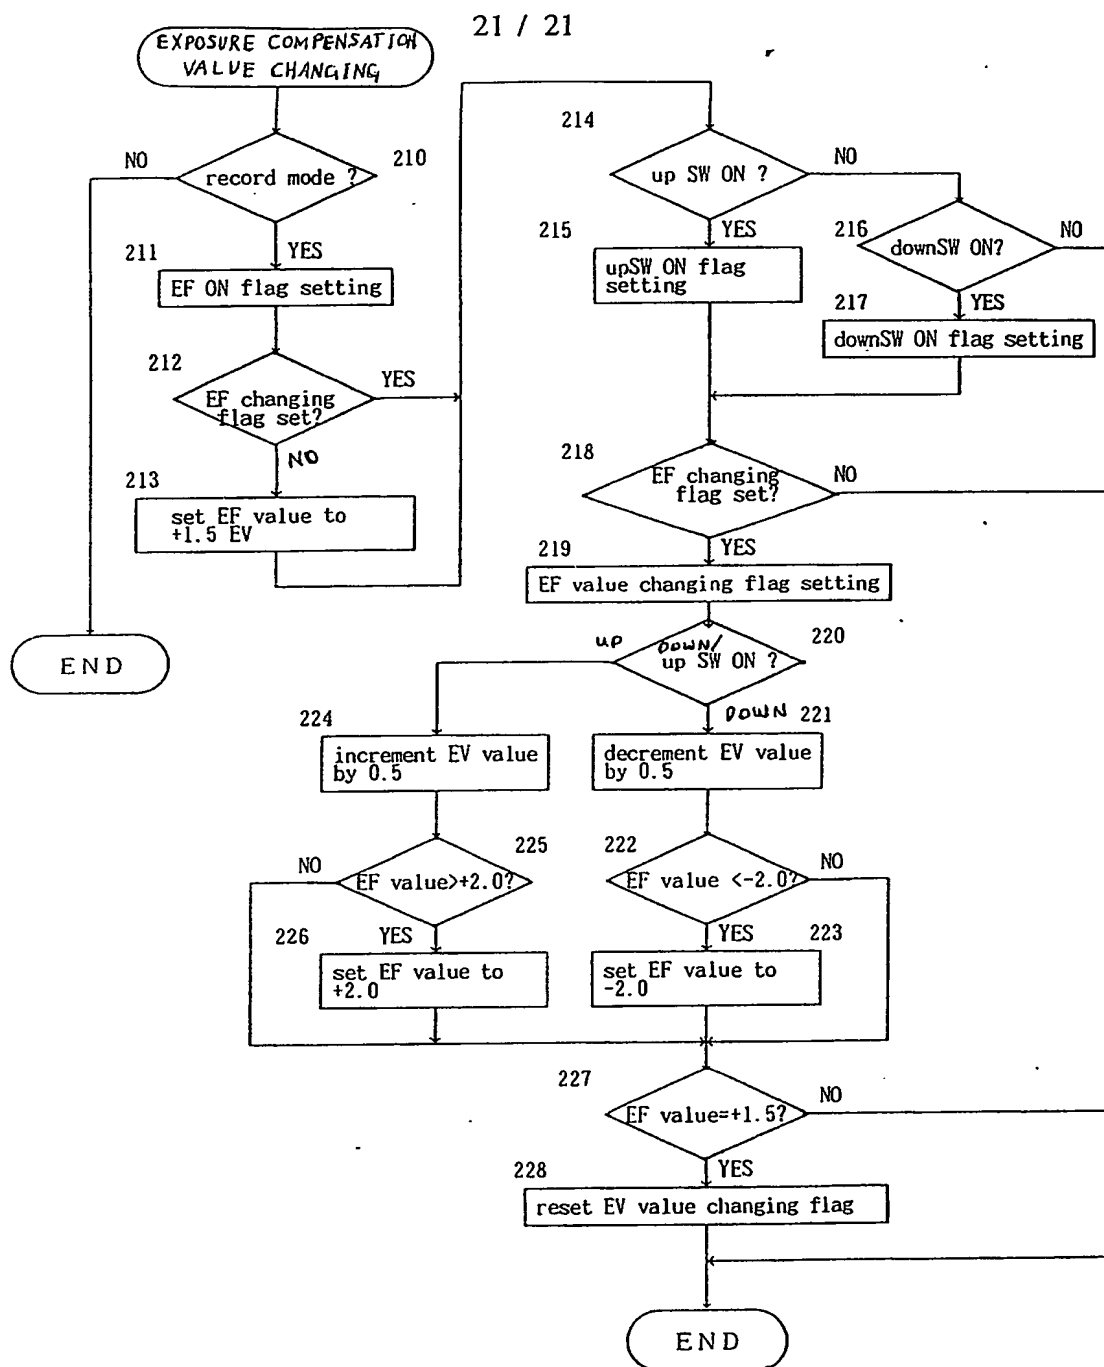 21 / 21
EXPOSURE COMPENSATION
VALUE CHANGING
NO
210
record mode ?
YES
211
EF ON flag setting
212
YES
EF changing
flag set?
NO
213
set EF value to
+1.5 EV
END
214
NO
up SW ON ?
YES
215
upSW ON flag
setting
216
NO
downSW ON?
YES
217
downSW ON flag setting
218
NO
EF changing
flag set?
YES
219
EF value changing flag setting
220
UP
DOWN/
up SW ON ?
DOWN
221
224
increment EV value
by 0.5
decrement EV value
by 0.5
225
NO
EF value>+2.0?
YES
226
set EF value to
+2.0
222
NO
EF value <-2.0?
YES
223
set EF value to
-2.0
227
NO
EF value=+1.5?
YES
228
reset EV value changing flag
END